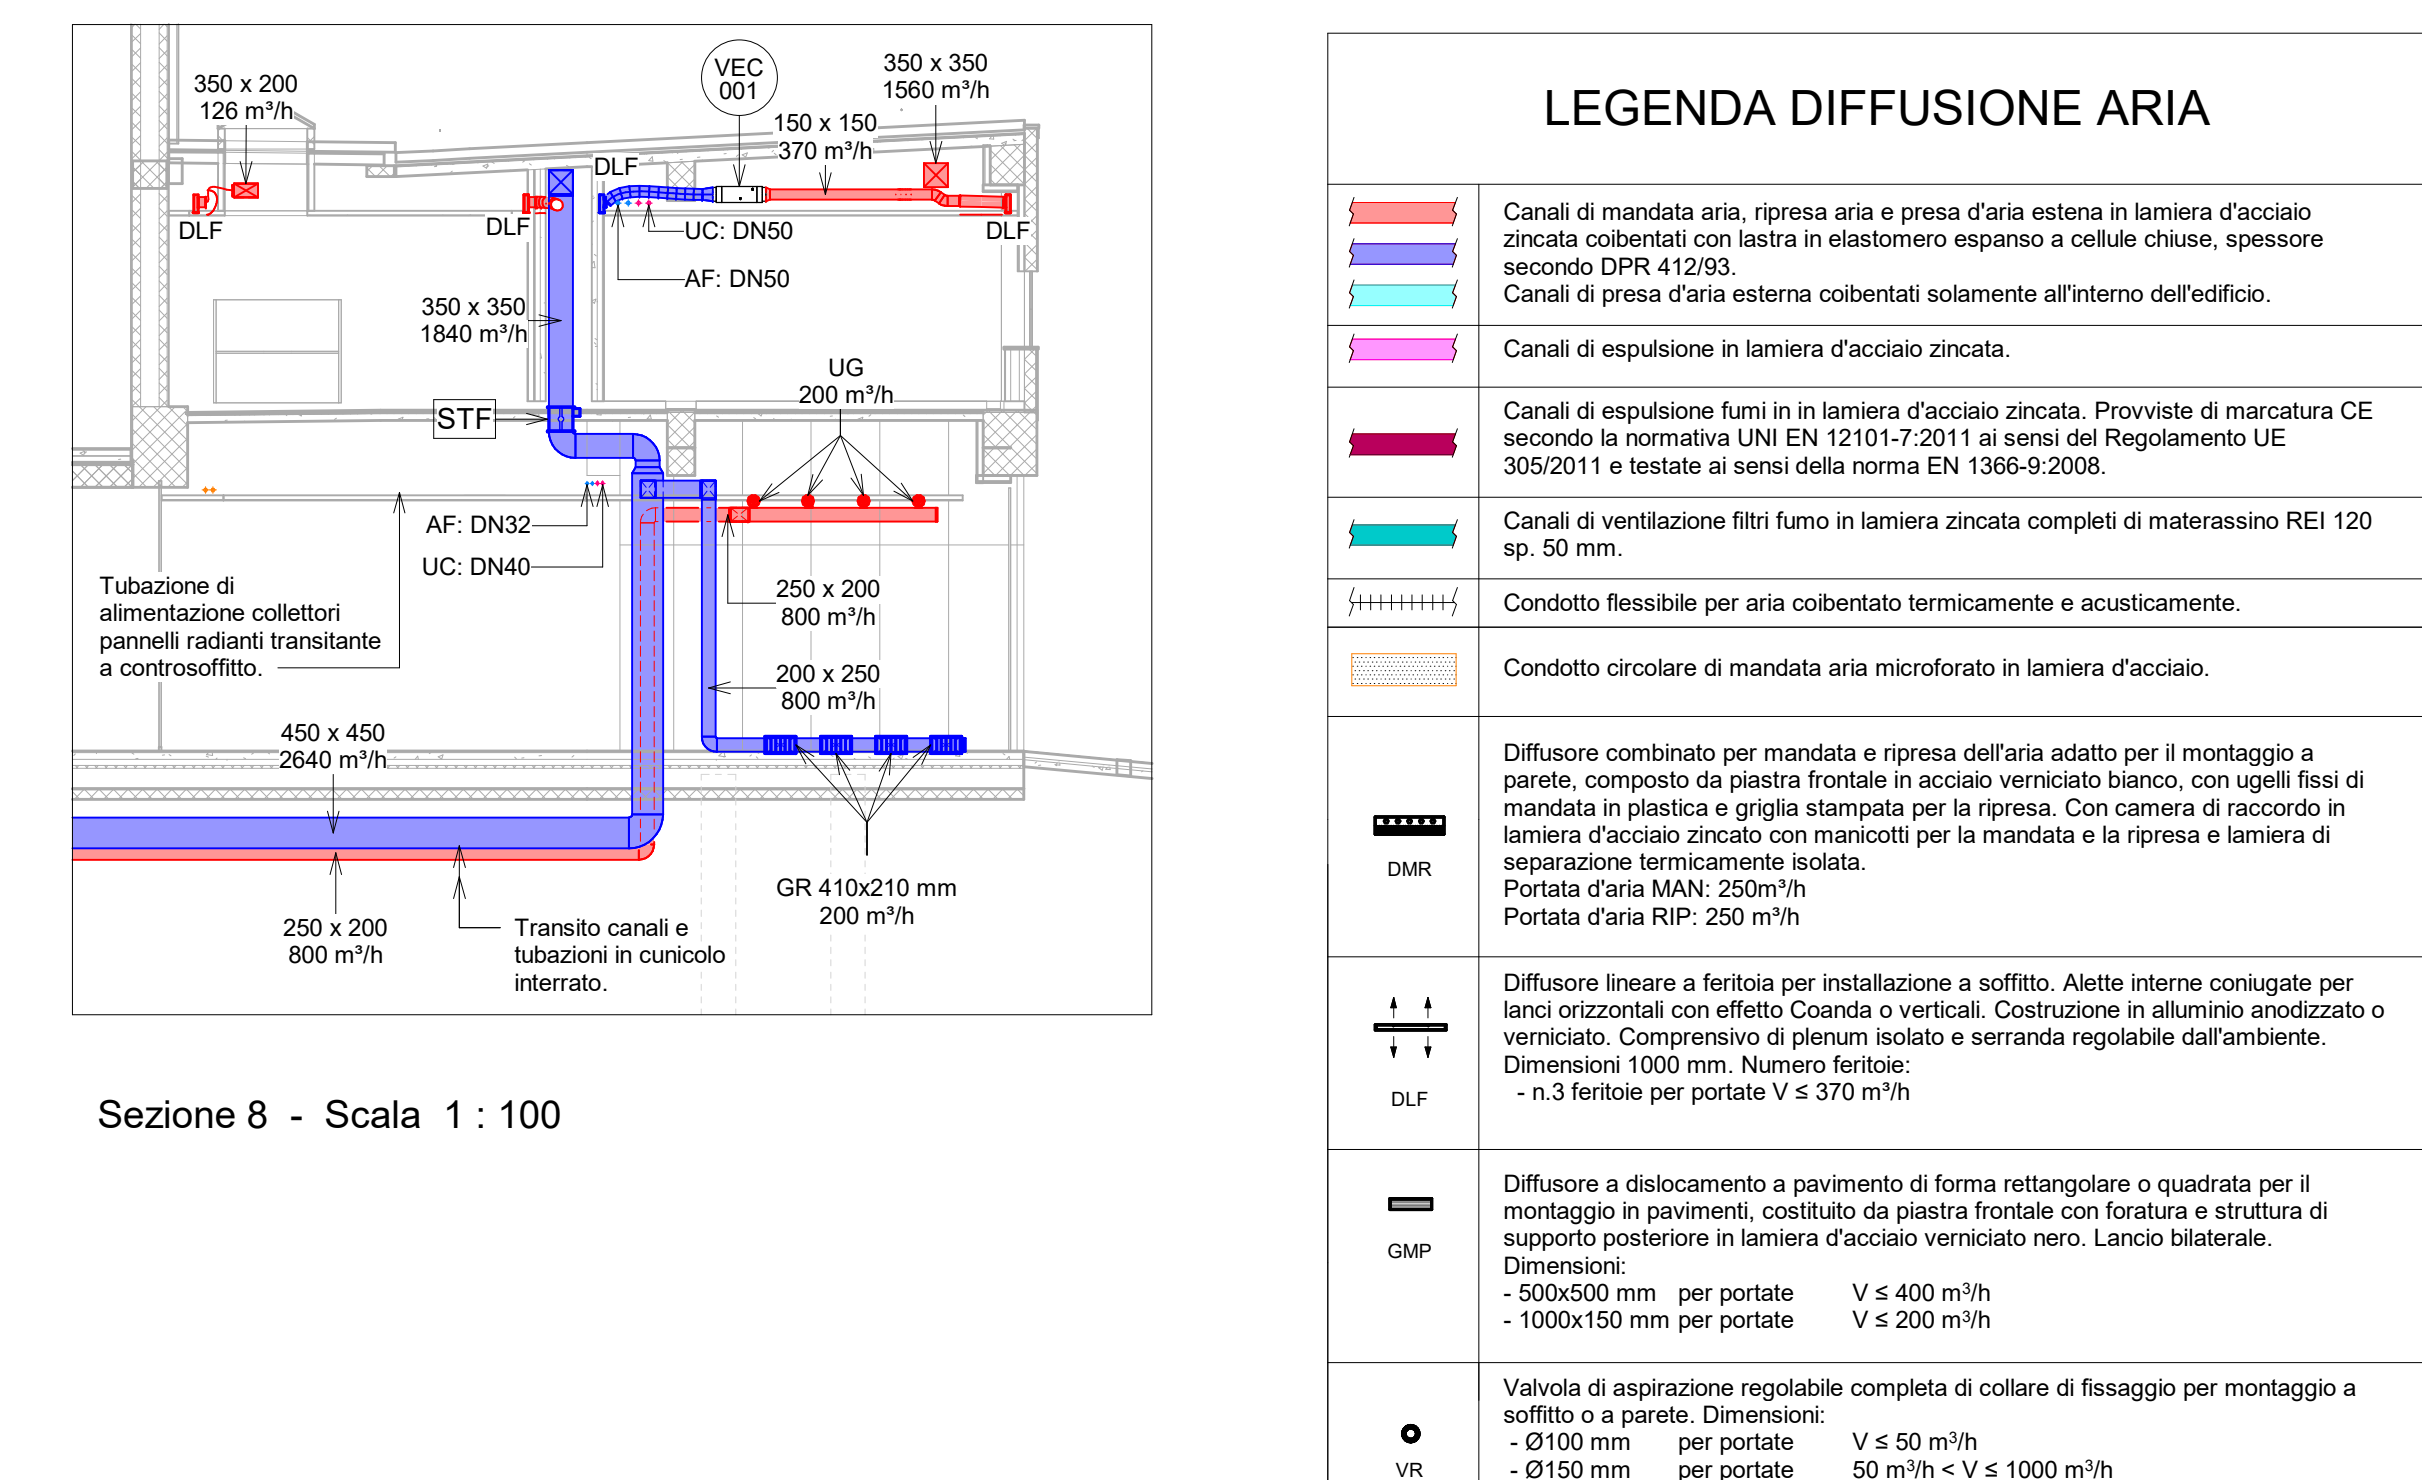 350 x 200
126 m³/h
VEC
001
350 x 350
1560 m³/h
150 x 150
370 m³/h
DLF
DLF
DLF
DLF
UC: DN50
AF: DN50
350 x 350
1840 m³/h
UG
200 m³/h
STF
AF: DN32
UC: DN40
Tubazione di
alimentazione collettori
pannelli radianti transitante
a controsoffitto.
250 x 200
800 m³/h
200 x 250
800 m³/h
450 x 450
2640 m³/h
GR 410x210 mm
200 m³/h
250 x 200
800 m³/h
Transito canali e
tubazioni in cunicolo
interrato.
Sezione 8 - Scala 1 : 100
LEGENDA DIFFUSIONE ARIA
Canali di mandata aria, ripresa aria e presa d'aria estena in lamiera d'acciaio
zincata coibentati con lastra in elastomero espanso a cellule chiuse, spessore
secondo DPR 412/93.
Canali di presa d'aria esterna coibentati solamente all'interno dell'edificio.
Canali di espulsione in lamiera d'acciaio zincata.
Canali di espulsione fumi in in lamiera d'acciaio zincata. Provviste di marcatura CE
secondo la normativa UNI EN 12101-7:2011 ai sensi del Regolamento UE
305/2011 e testate ai sensi della norma EN 1366-9:2008.
Canali di ventilazione filtri fumo in lamiera zincata completi di materassino REI 120
sp. 50 mm.
Condotto flessibile per aria coibentato termicamente e acusticamente.
Condotto circolare di mandata aria microforato in lamiera d'acciaio.
DMR
Diffusore combinato per mandata e ripresa dell'aria adatto per il montaggio a
parete, composto da piastra frontale in acciaio verniciato bianco, con ugelli fissi di
mandata in plastica e griglia stampata per la ripresa. Con camera di raccordo in
lamiera d'acciaio zincato con manicotti per la mandata e la ripresa e lamiera di
separazione termicamente isolata.
Portata d'aria MAN: 250m³/h
Portata d'aria RIP: 250 m³/h
DLF
Diffusore lineare a feritoia per installazione a soffitto. Alette interne coniugate per
lanci orizzontali con effetto Coanda o verticali. Costruzione in alluminio anodizzato o
verniciato. Comprensivo di plenum isolato e serranda regolabile dall'ambiente.
Dimensioni 1000 mm. Numero feritoie:
- n.3 feritoie per portate V ≤ 370 m³/h
GMP
Diffusore a dislocamento a pavimento di forma rettangolare o quadrata per il
montaggio in pavimenti, costituito da piastra frontale con foratura e struttura di
supporto posteriore in lamiera d'acciaio verniciato nero. Lancio bilaterale.
Dimensioni:
- 500x500 mm per portate V ≤ 400 m³/h
- 1000x150 mm per portate V ≤ 200 m³/h
VR
Valvola di aspirazione regolabile completa di collare di fissaggio per montaggio a
soffitto o a parete. Dimensioni:
- Ø100 mm per portate V ≤ 50 m³/h
- Ø150 mm per portate 50 m³/h < V ≤ 1000 m³/h